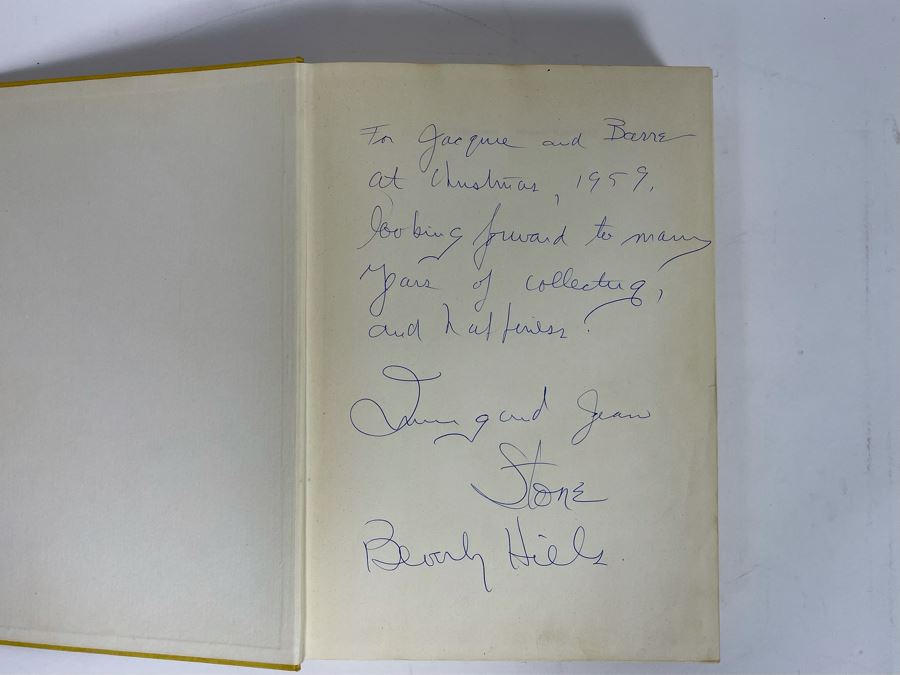 For Jacquie and Barre
at Christmas, 1959,
looking forward to many
years of collecting,
and happiness!
Irving and Jean
Stone
Beverly Hills.